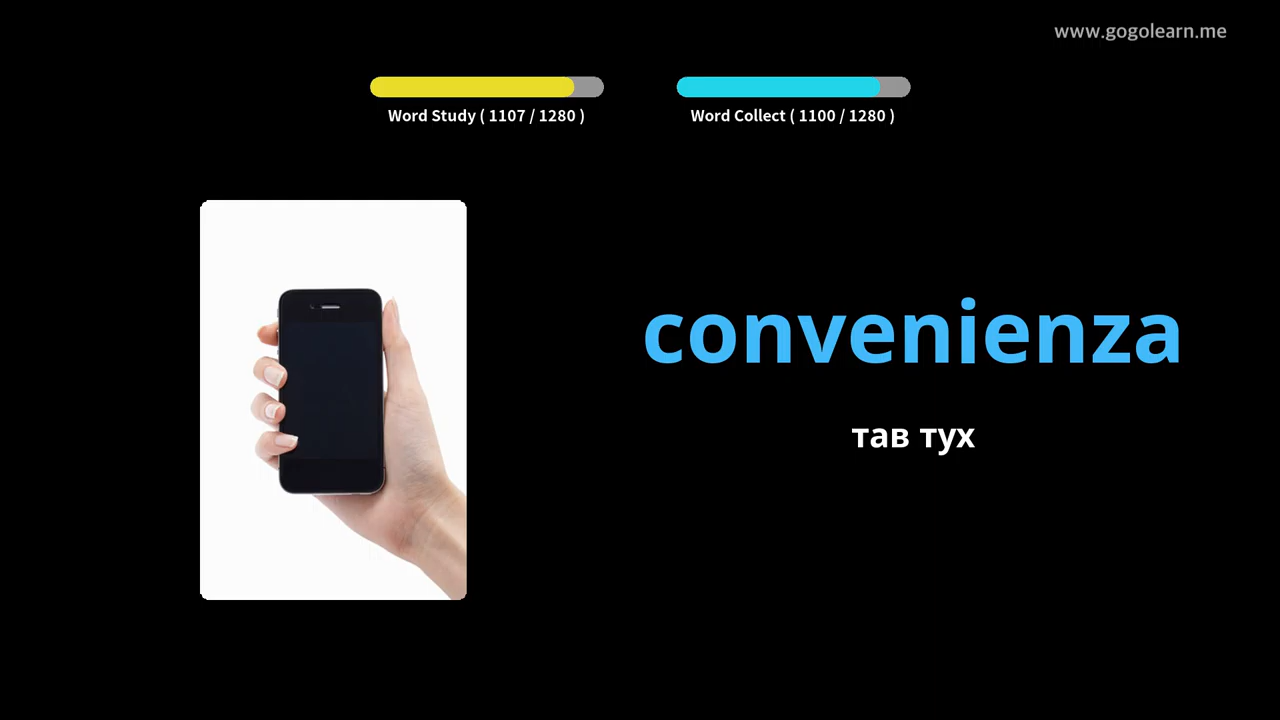 www.gogolearn.me
Word Study ( 1107 / 1280 )
Word Collect ( 1100 / 1280 )
convenienza
тав тух